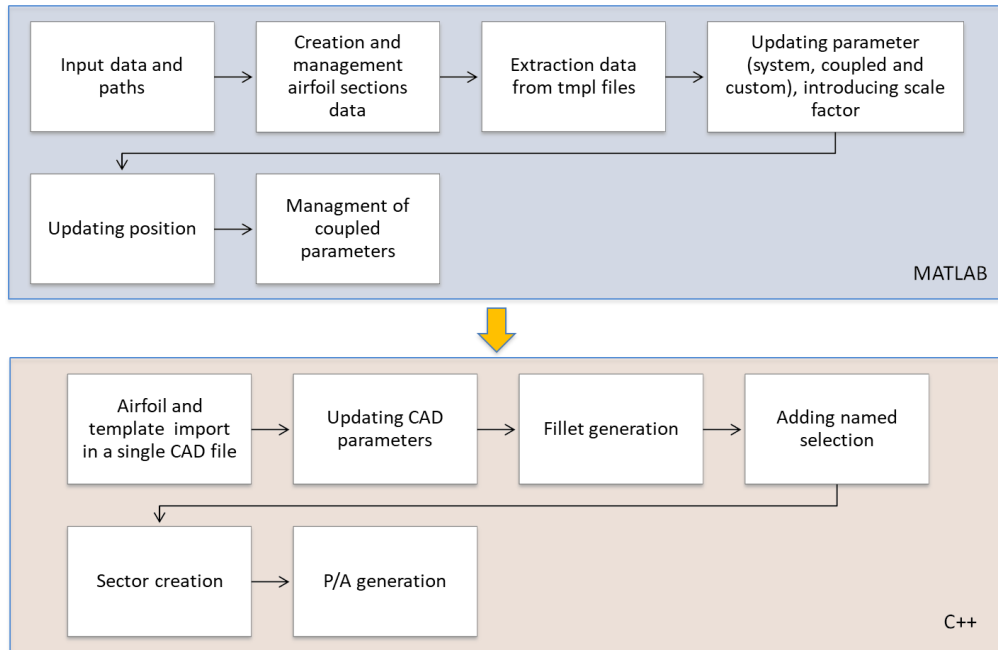 Input data and
paths
Creation and
management
airfoil sections
data
Extraction data
from tmpl files
Updating parameter
(system, coupled and
custom), introducing scale
factor
Updating position
Managment of
coupled
parameters
MATLAB
Airfoil and
template import
in a single CAD file
Updating CAD
parameters
Fillet generation
Adding named
selection
Sector creation
P/A generation
C++